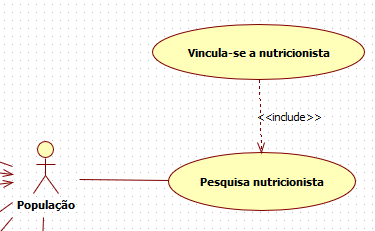 Vincula-se a nutricionista
<<include>>
Pesquisa nutricionista
População